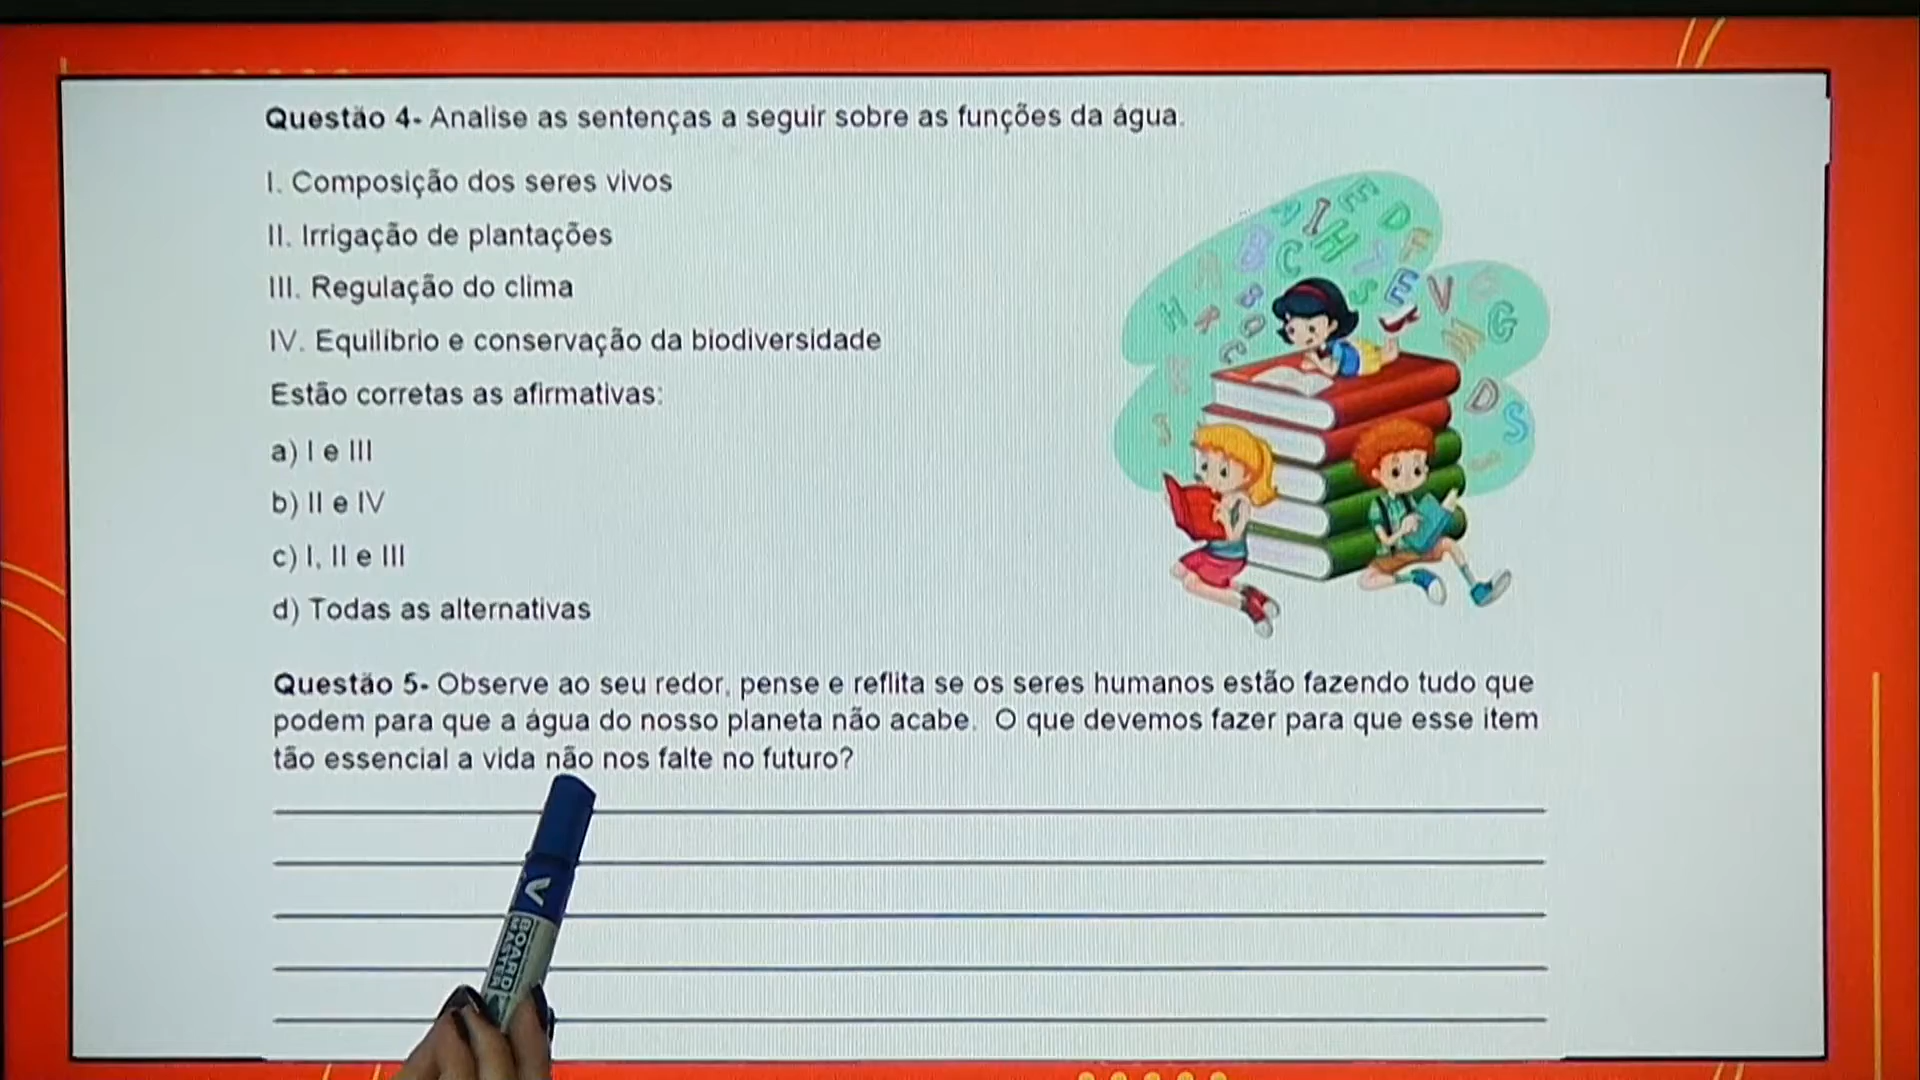 Questão 4- Analise as sentenças a seguir sobre as funções da água.
I. Composição dos seres vivos
II. Irrigação de plantações
III. Regulação do clima
IV. Equilíbrio e conservação da biodiversidade
Estão corretas as afirmativas:
a) I e III
b) II e IV
c) I, II e III
d) Todas as alternativas
Questão 5- Observe ao seu redor, pense e reflita se os seres humanos estão fazendo tudo que
podem para que a água do nosso planeta não acabe. O que devemos fazer para que esse item
tão essencial a vida não nos falte no futuro?
V BOARD
MASTER